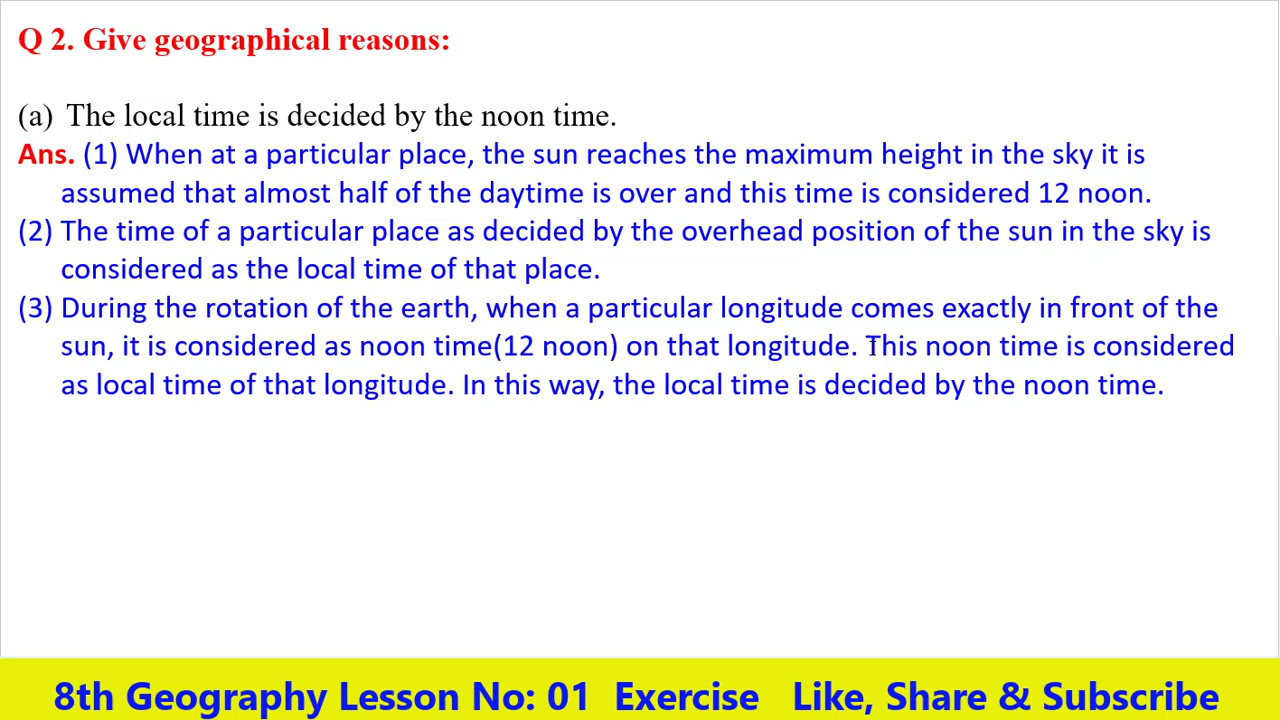 Q 2. Give geographical reasons:
(a) The local time is decided by the noon time.
Ans. (1) When at a particular place, the sun reaches the maximum height in the sky it is
assumed that almost half of the daytime is over and this time is considered 12 noon.
(2) The time of a particular place as decided by the overhead position of the sun in the sky is
considered as the local time of that place.
(3) During the rotation of the earth, when a particular longitude comes exactly in front of the
sun, it is considered as noon time(12 noon) on that longitude. This noon time is considered
as local time of that longitude. In this way, the local time is decided by the noon time.
8th Geography Lesson No: 01 Exercise Like, Share & Subscribe